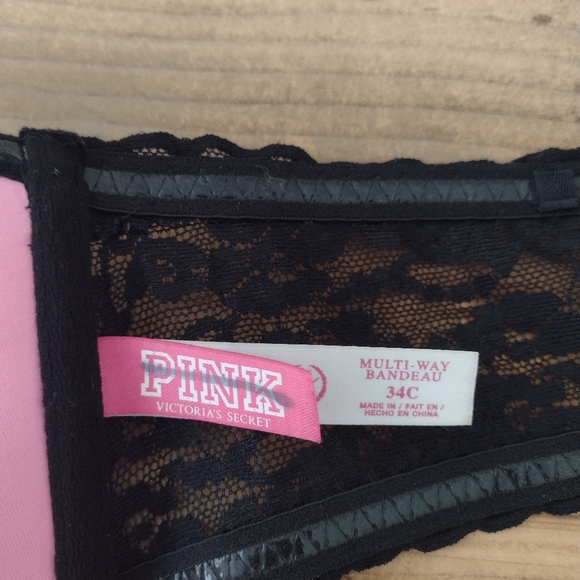 PINK
VICTORIA'S SECRET
MULTI-WAY
BANDEAU
34C
MADE IN / FAIT EN /
HECHO EN CHINA